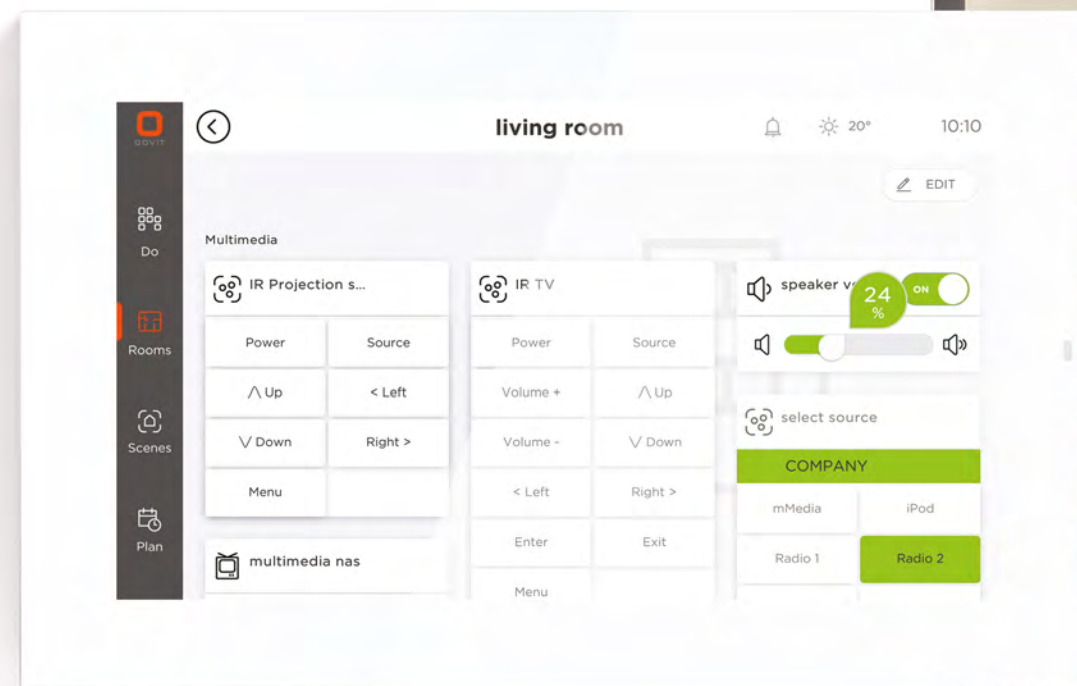 living room
20°
10:10
GOVIT
EDIT
Do
Multimedia
IR Projection s...
IR TV
speaker v
24
%
ON
Rooms
Power
Source
Power
Source
Λ Up
< Left
Volume +
Λ Up
select source
Scenes
V Down
Right >
Volume -
V Down
COMPANY
Menu
< Left
Right >
mMedia
iPod
Plan
Enter
Exit
multimedia nas
Radio 1
Radio 2
Menu